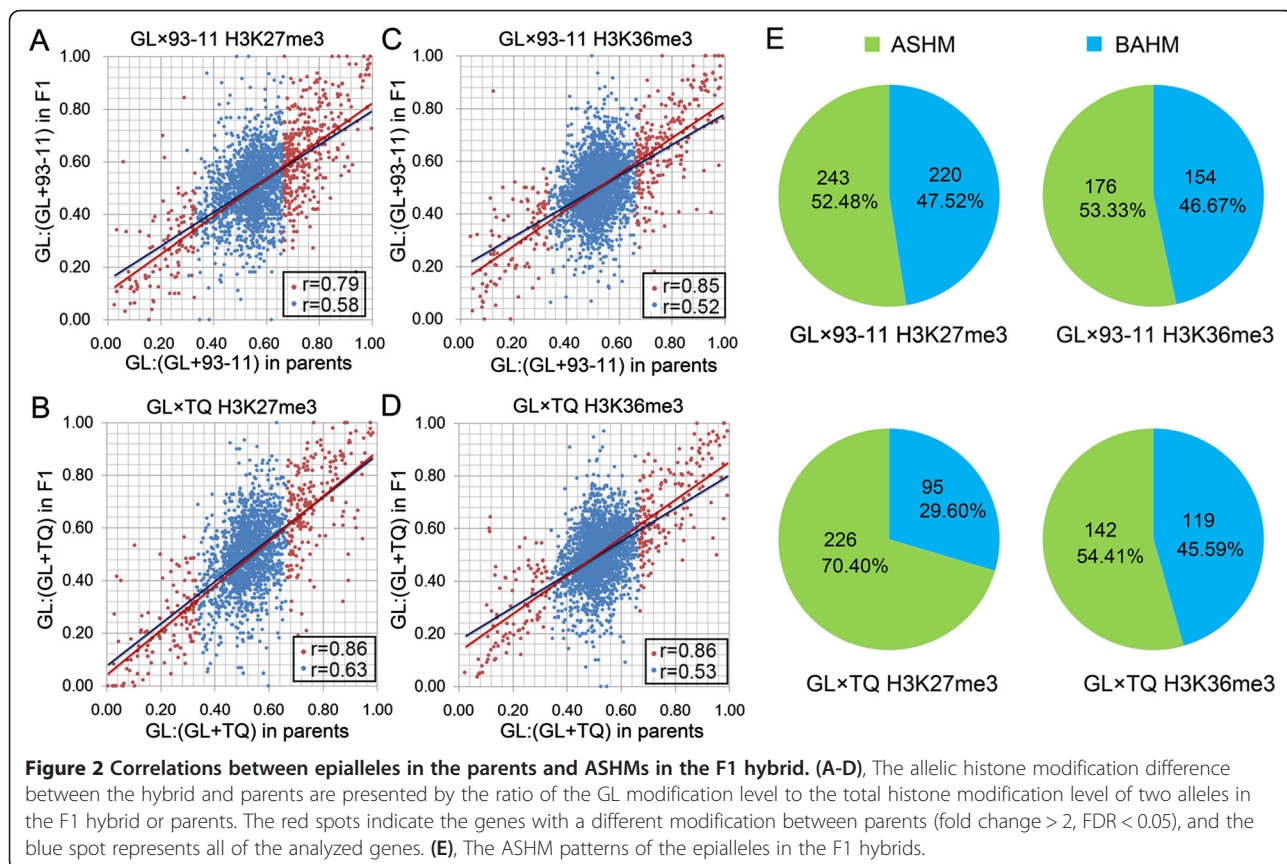 A
GL×93-11 H3K27me3
1.00
0.80
0.60
0.40
0.20
0.00
GL:(GL+93-11) in F1
r=0.79
r=0.58
0.00 0.20 0.40 0.60 0.80 1.00
GL:(GL+93-11) in parents
C
GL×93-11 H3K36me3
1.00
0.80
0.60
0.40
0.20
0.00
GL:(GL+93-11) in F1
r=0.85
r=0.52
0.00 0.20 0.40 0.60 0.80 1.00
GL:(GL+93-11) in parents
B
GL×TQ H3K27me3
1.00
0.80
0.60
0.40
0.20
0.00
GL:(GL+TQ) in F1
r=0.86
r=0.63
0.00 0.20 0.40 0.60 0.80 1.00
GL:(GL+TQ) in parents
D
GL×TQ H3K36me3
1.00
0.80
0.60
0.40
0.20
0.00
GL:(GL+TQ) in F1
r=0.86
r=0.53
0.00 0.20 0.40 0.60 0.80 1.00
GL:(GL+TQ) in parents
E
ASHM
BAHM
243
52.48%
220
47.52%
GL×93-11 H3K27me3
176
53.33%
154
46.67%
GL×93-11 H3K36me3
226
70.40%
95
29.60%
GL×TQ H3K27me3
142
54.41%
119
45.59%
GL×TQ H3K36me3
Figure 2 Correlations between epialleles in the parents and ASHMs in the F1 hybrid. (A-D), The allelic histone modification difference
between the hybrid and parents are presented by the ratio of the GL modification level to the total histone modification level of two alleles in
the F1 hybrid or parents. The red spots indicate the genes with a different modification between parents (fold change > 2, FDR < 0.05), and the
blue spot represents all of the analyzed genes. (E), The ASHM patterns of the epialleles in the F1 hybrids.